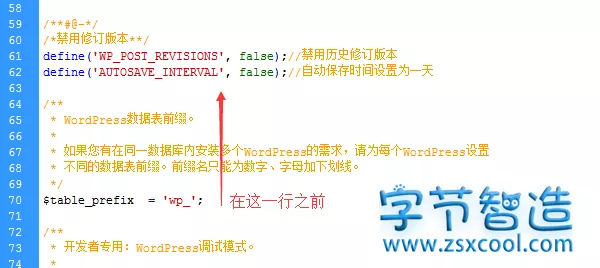 58
59 /**#@-*/
60 /*禁用修订版本**/
61 define('WP_POST_REVISIONS', false);//禁用历史修订版本
62 define('AUTOSAVE_INTERVAL', false);//自动保存时间设置为一天
63
64 /**
65 * WordPress数据表前缀。
66 *
67 * 如果您有在同一数据库内安装多个WordPress的需求，请为每个WordPress设置
68 * 不同的数据表前缀。前缀名只能为数字、字母加下划线。
69 */
70 $table_prefix = 'wp_'; 在这一行之前
71
72 /**
73 * 开发者专用：WordPress调试模式。
74 *
字节智造
www.zsxcool.com